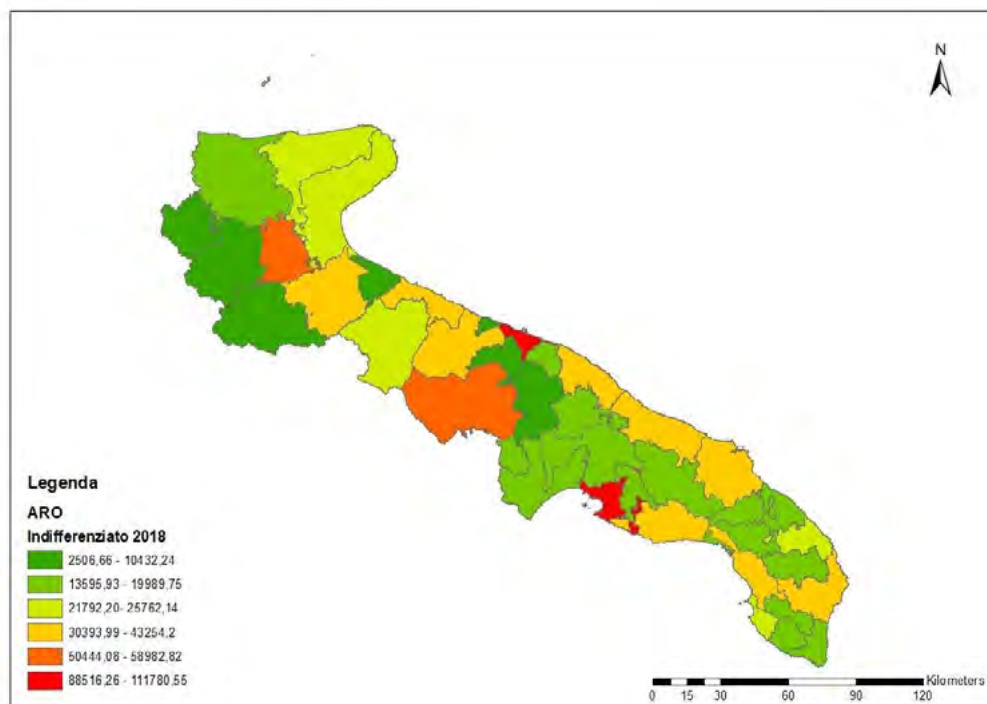 N
Legenda
ARO
Indifferenziato 2018
2506,66 - 10432,24
13595,93 - 19989,75
21792,20- 25762,14
30393,99 - 43254,2
50444,08 - 58982,82
88516,26 - 111780,55
Kilometers
0 15 30 60 90 120